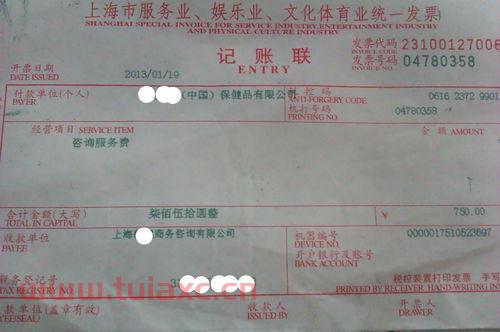 上海市服务业、娱乐业、文化体育业统一发票
SHANGHAI SPECIAL INVOICE FOR SERVICE INDUSTRY, ENTERTAINMENT INDUSTRY
AND PHYSICAL CULTURE INDUSTRY
记账联
ENTRY
发票代码 23100127006
INVOICE CODE
发票号码 04780358
INVOICE NO.
开票日期 2013/01/19
DATE ISSUED
付款单位(个人) (中国)保健品有限公司
PAYER
机控码 0616 2372 9901
ANTI-FORGERY CODE
机打号码 04780358
PRINTING NO.
经营项目 SERVICE ITEM 金额 AMOUNT
咨询服务费
合计金额(大写) 柒佰伍拾圆整 ¥ 750.00
TOTAL IN CAPITAL
收款单位 上海 商务咨询有限公司
PAYEE
机器编号 0000017510523697
DEVICE NO.
开户银行及账号
BANK ACCOUNT
税务登记号 3
TAX REGISTRY NO.
税控装置打印发票 手写
PRINTED BY RECEIVER HAND-WRITING
www.tuiaxc.cn
收款单位(盖章有效) 收款人 开票人
PAYEE(SEAL) ISSUED BY DRAWER